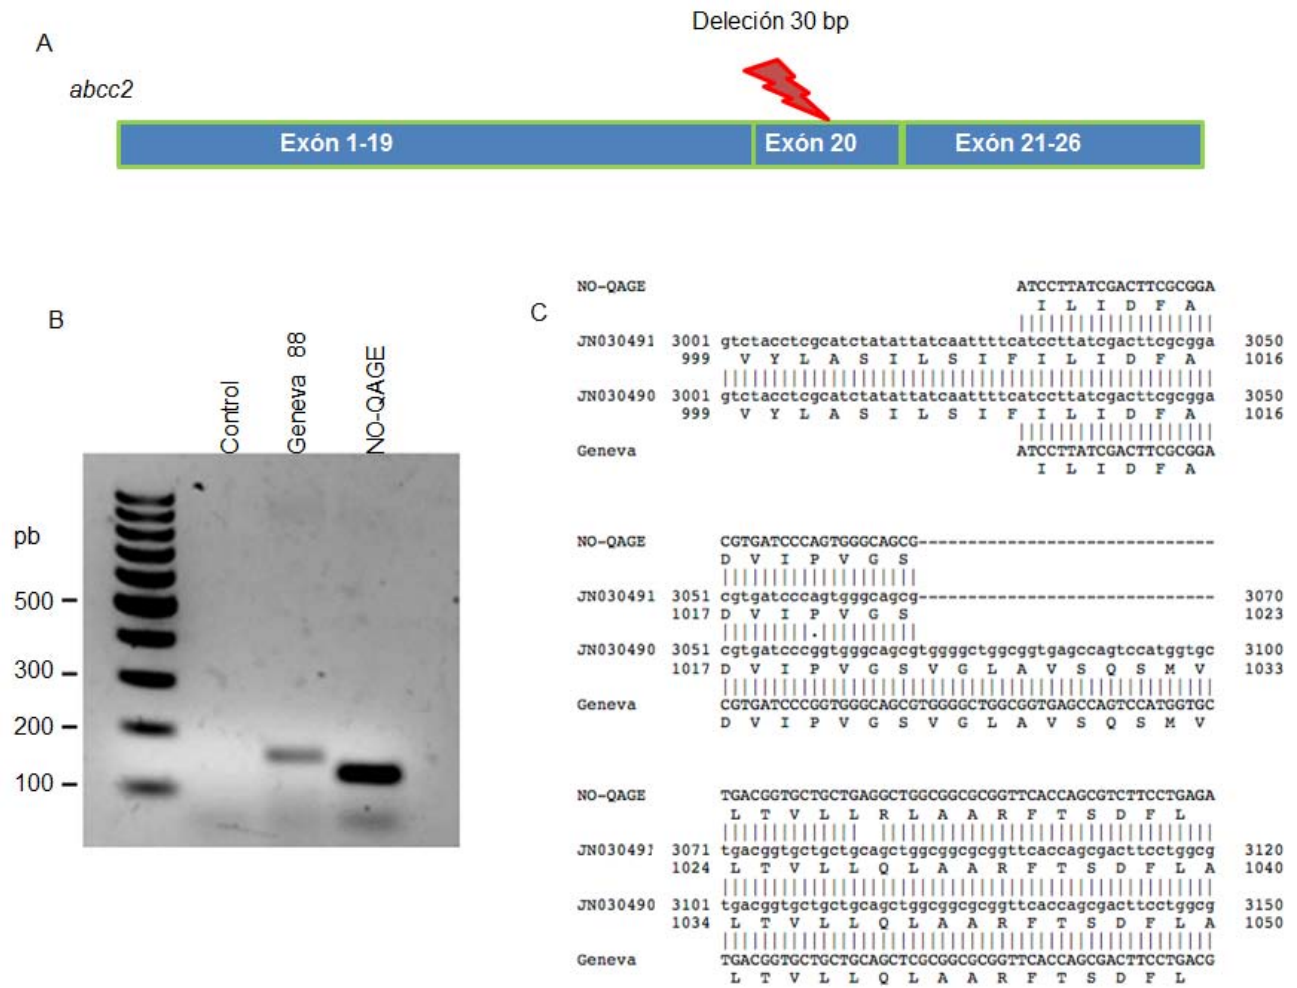 A
Deleción 30 bp
abcc2
Exón 1-19
Exón 20
Exón 21-26
B
Control
Geneva 88
NO-QAGE
pb
500
300
200
100
C
NO-QAGE ATCCTTATCGACTTCGCGGA
I L I D F A
JN030491 3001 gtctacctcgcatctatattatcaattttcatccttatcgacttcgcgga 3050
999 V Y L A S I L S I F I L I D F A 1016
JN030490 3001 gtctacctcgcatctatattatcaattttcatccttatcgacttcgcgga 3050
999 V Y L A S I L S I F I L I D F A 1016
Geneva ATCCTTATCGACTTCGCGGA
I L I D F A
NO-QAGE CGTGATCCCAGTGGGCAGCG------------------------------
D V I P V G S
JN030491 3051 cgtgatcccagtgggcagcg------------------------------ 3070
1017 D V I P V G S 1023
JN030490 3051 cgtgatcccggtgggcagcgtggggctggcggtgagccagtccatggtgc 3100
1017 D V I P V G S V G L A V S Q S M V 1033
Geneva CGTGATCCCGGTGGGCAGCGTGGGGCTGGCGGTGAGCCAGTCCATGGTGC
D V I P V G S V G L A V S Q S M V
NO-QAGE TGACGGTGCTGCTGAGGCTGGCGGCGCGGTTCACCAGCGTCTTCCTGAGA
L T V L L R L A A R F T S D F L
JN030491 3071 tgacggtgctgctgcagctggcggcgcggttcaccagcgacttcctggcg 3120
1024 L T V L L Q L A A R F T S D F L A 1040
JN030490 3101 tgacggtgctgctgcagctggcggcgcggttcaccagcgacttcctggcg 3150
1034 L T V L L Q L A A R F T S D F L A 1050
Geneva TGACGGTGCTGCTGCAGCTCGCGGCGCGGTTCACCAGCGACTTCCTGACG
L T V L L Q L A A R F T S D F L